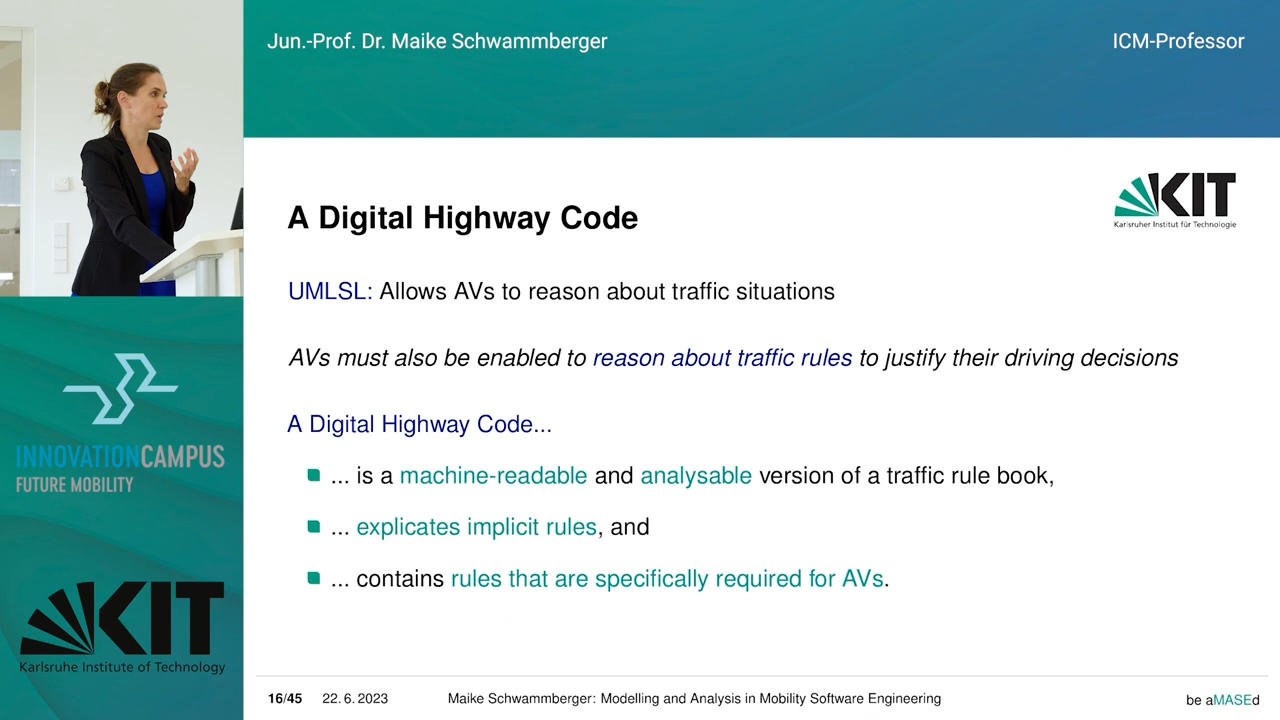 Jun.-Prof. Dr. Maike Schwammberger
ICM-Professor
KIT
Karlsruher Institut für Technologie
A Digital Highway Code
UMLSL: Allows AVs to reason about traffic situations
AVs must also be enabled to reason about traffic rules to justify their driving decisions
A Digital Highway Code...
... is a machine-readable and analysable version of a traffic rule book,
... explicates implicit rules, and
... contains rules that are specifically required for AVs.
INNOVATIONCAMPUS
FUTURE MOBILITY
KIT
Karlsruhe Institute of Technology
16/45 22. 6. 2023 Maike Schwammberger: Modelling and Analysis in Mobility Software Engineering be aMASEd